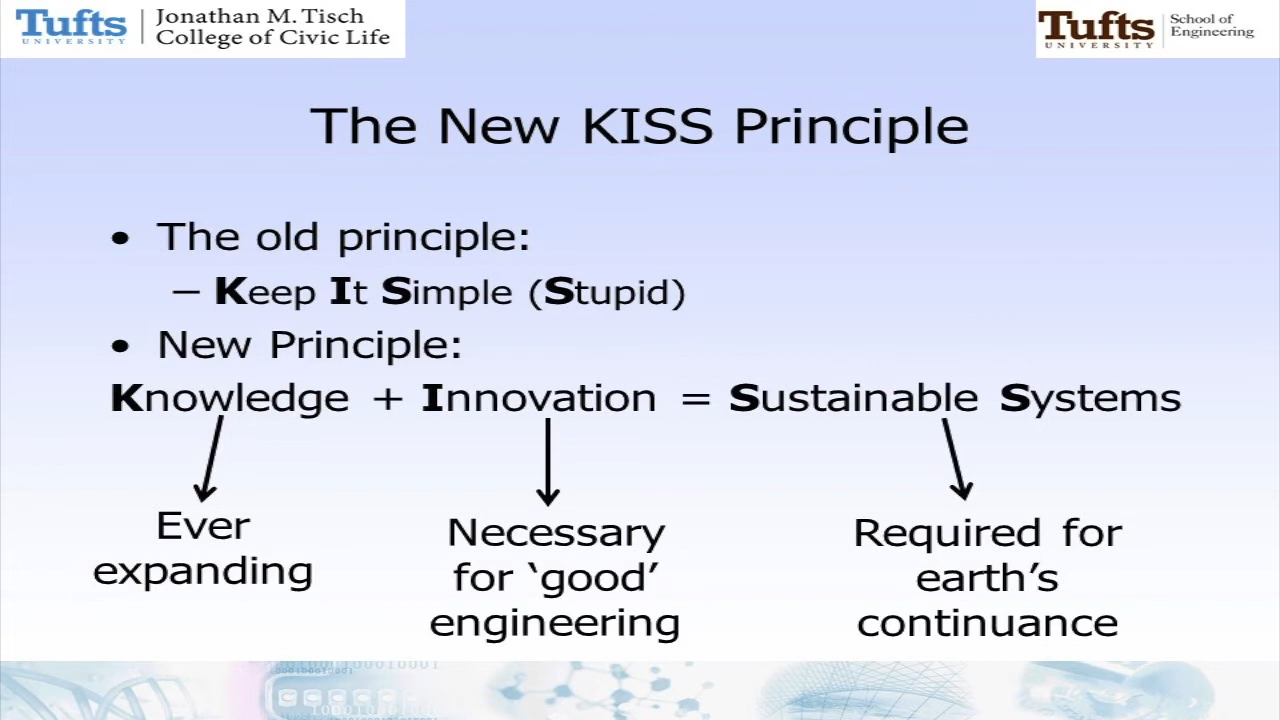 Tufts
UNIVERSITY
Jonathan M. Tisch
College of Civic Life
Tufts
UNIVERSITY
School of
Engineering
The New KISS Principle
• The old principle:
– Keep It Simple (Stupid)
• New Principle:
Knowledge + Innovation = Sustainable Systems
Ever
expanding
Necessary
for ‘good’
engineering
Required for
earth’s
continuance